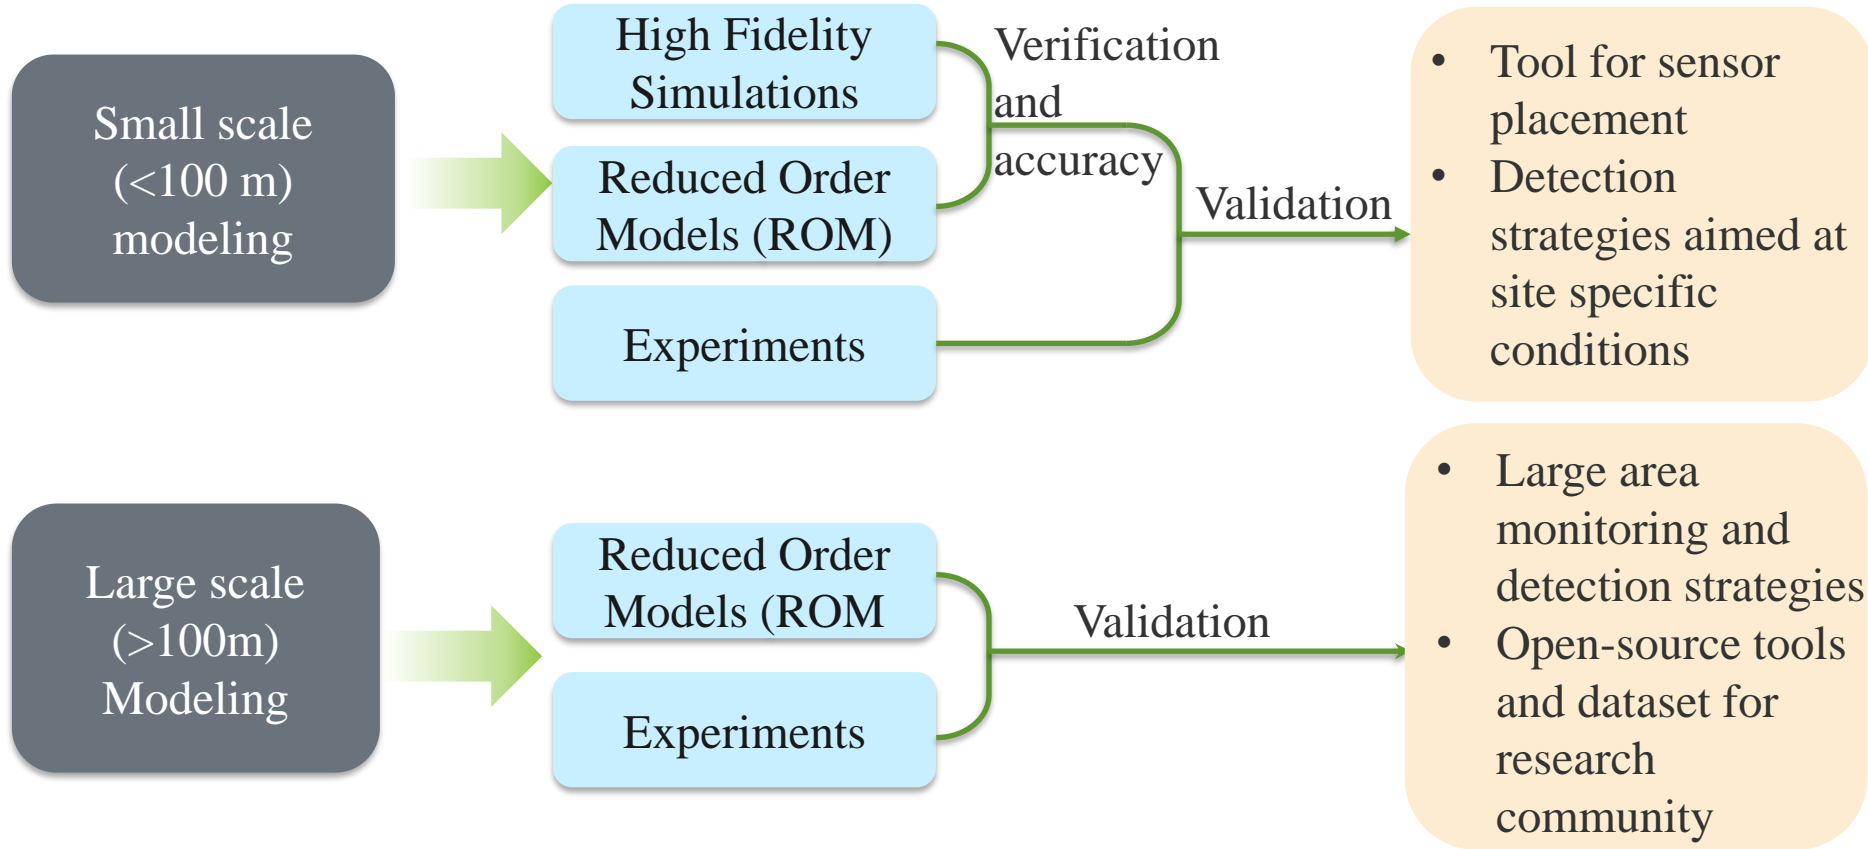 Small scale
(<100 m)
modeling
High Fidelity
Simulations
Reduced Order
Models (ROM)
Experiments
Verification
and
accuracy
Validation
• Tool for sensor
placement
• Detection
strategies aimed at
site specific
conditions
Large scale
(>100m)
Modeling
Reduced Order
Models (ROM
Experiments
Validation
• Large area
monitoring and
detection strategies
• Open-source tools
and dataset for
research
community